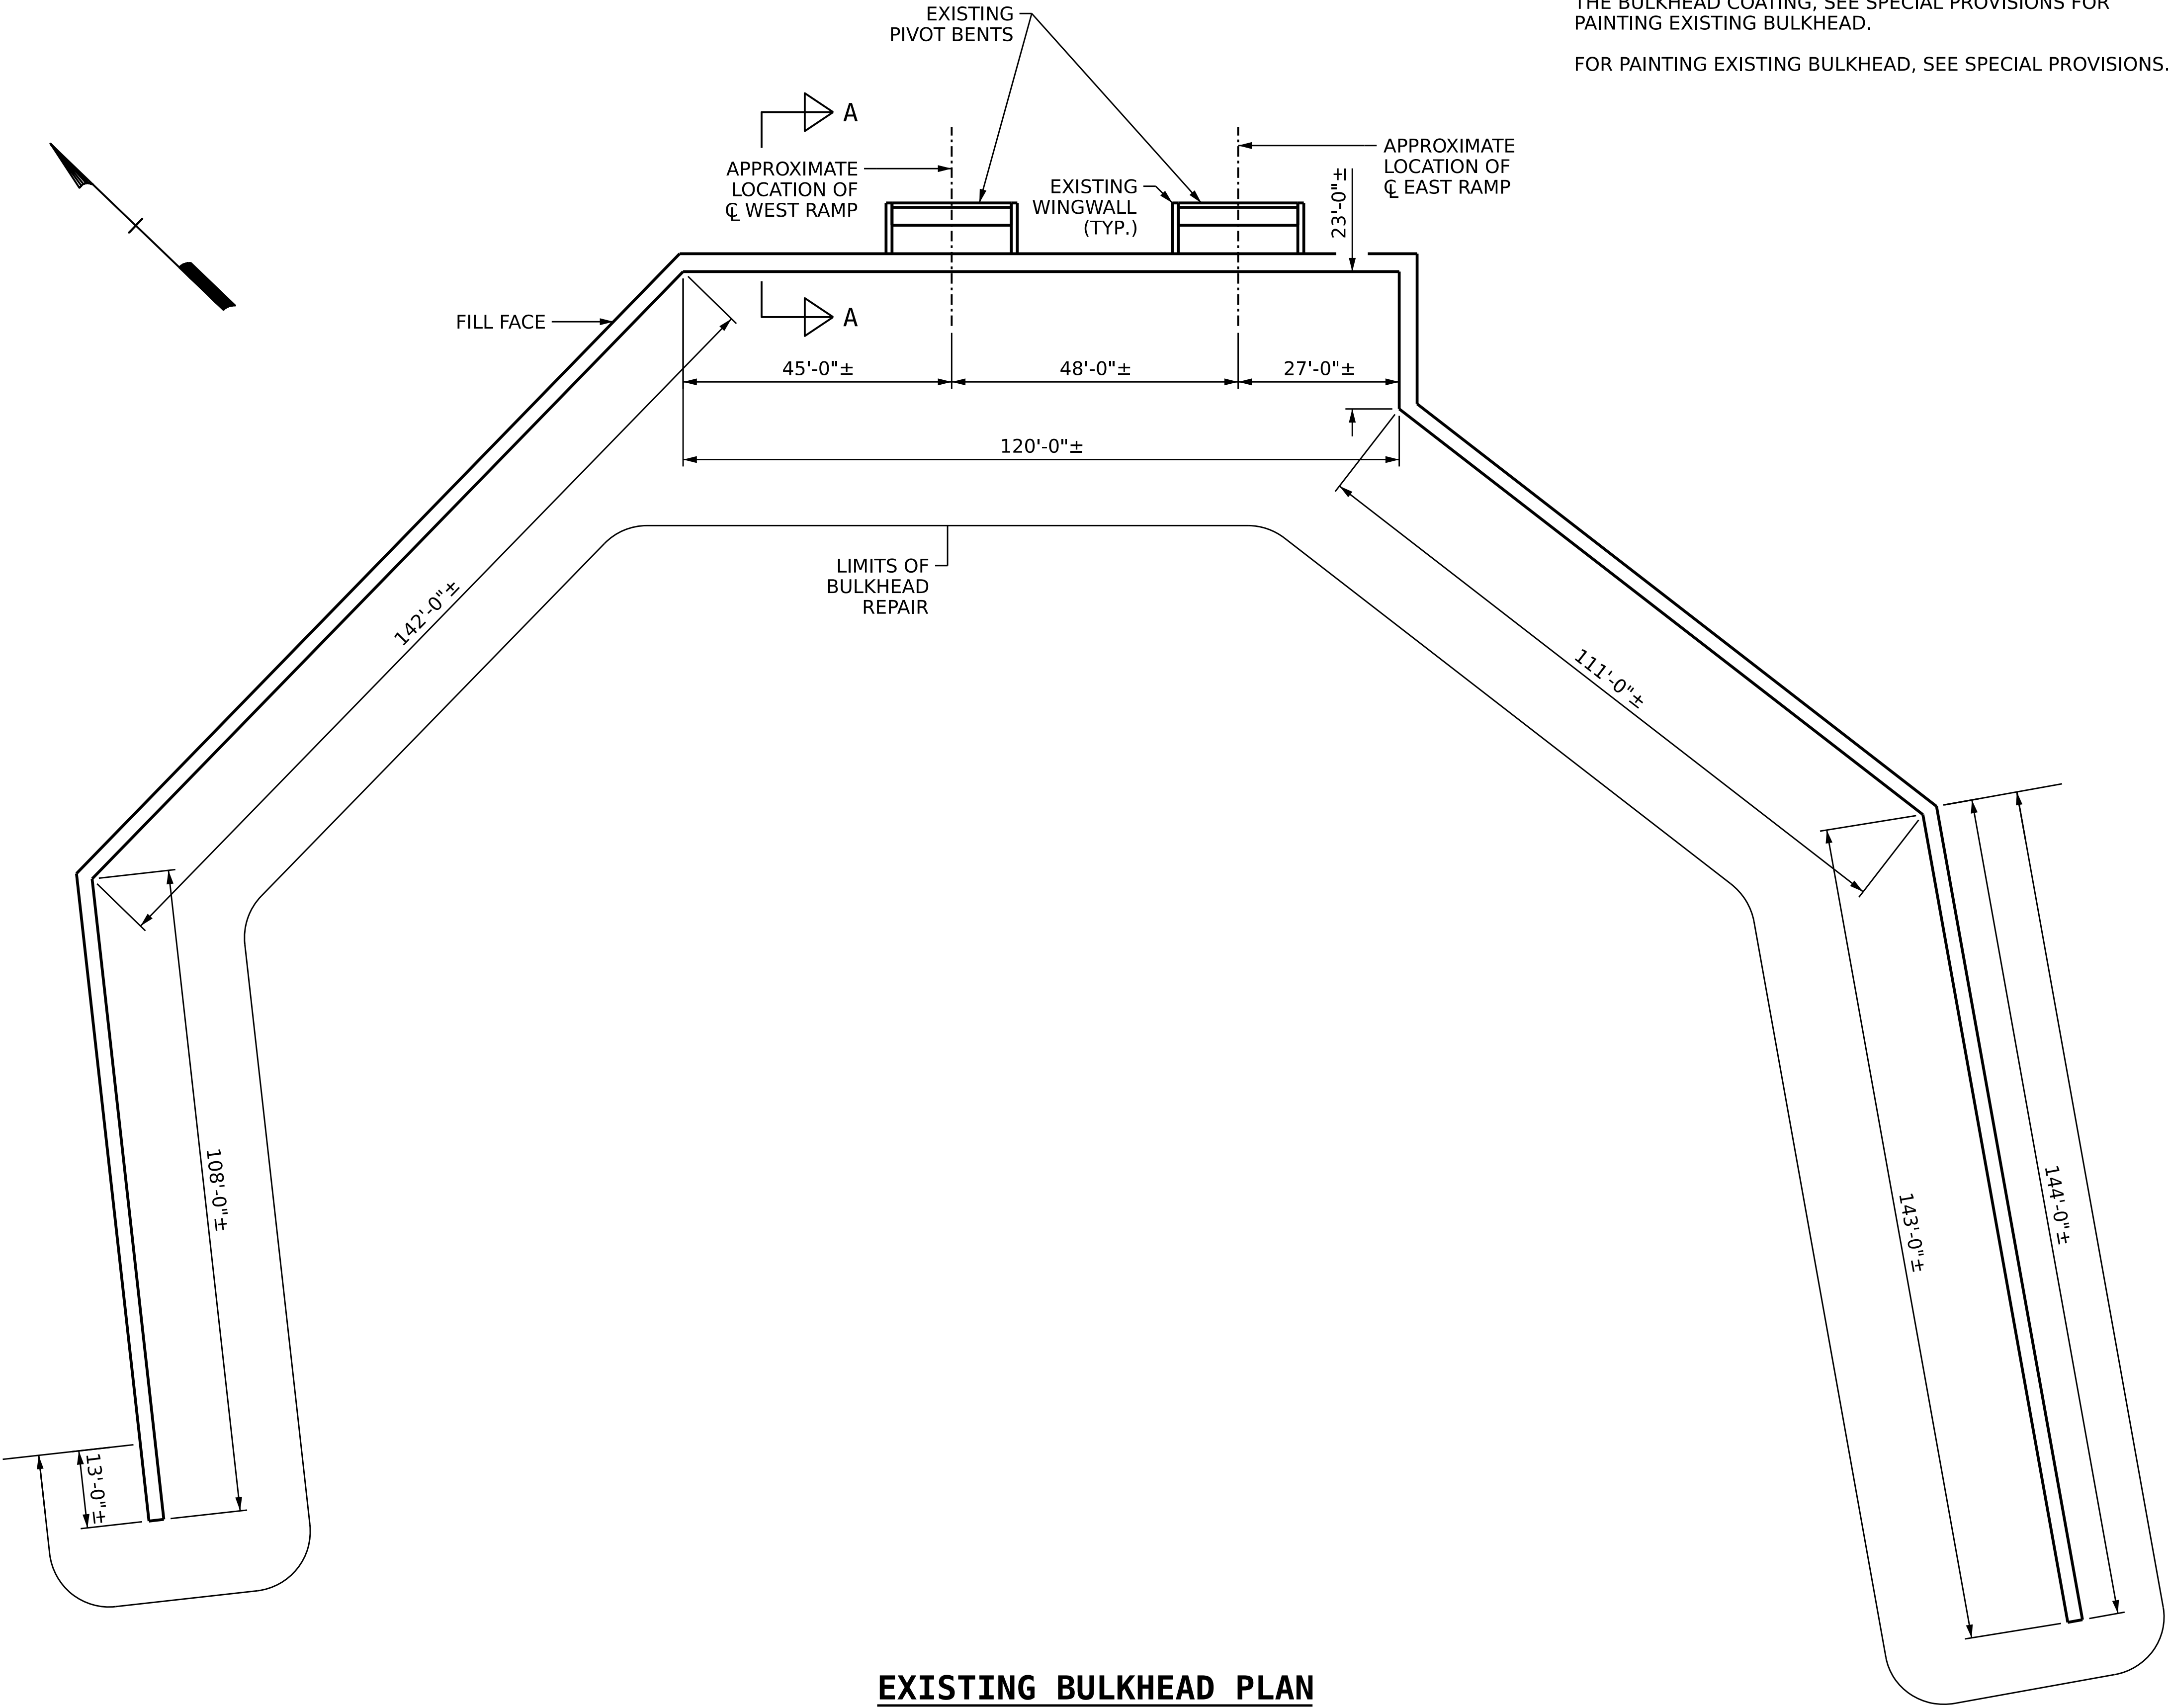 THE BULKHEAD COATING, SEE SPECIAL PROVISIONS FOR
PAINTING EXISTING BULKHEAD.
FOR PAINTING EXISTING BULKHEAD, SEE SPECIAL PROVISIONS.
EXISTING
PIVOT BENTS
A
APPROXIMATE
LOCATION OF
℄ WEST RAMP
EXISTING
WINGWALL
(TYP.)
23'-0"±
APPROXIMATE
LOCATION OF
℄ EAST RAMP
FILL FACE
A
45'-0"±
48'-0"±
27'-0"±
120'-0"±
LIMITS OF
BULKHEAD
REPAIR
142'-0"±
111'-0"±
108'-0"±
143'-0"±
144'-0"±
13'-0"±
EXISTING BULKHEAD PLAN